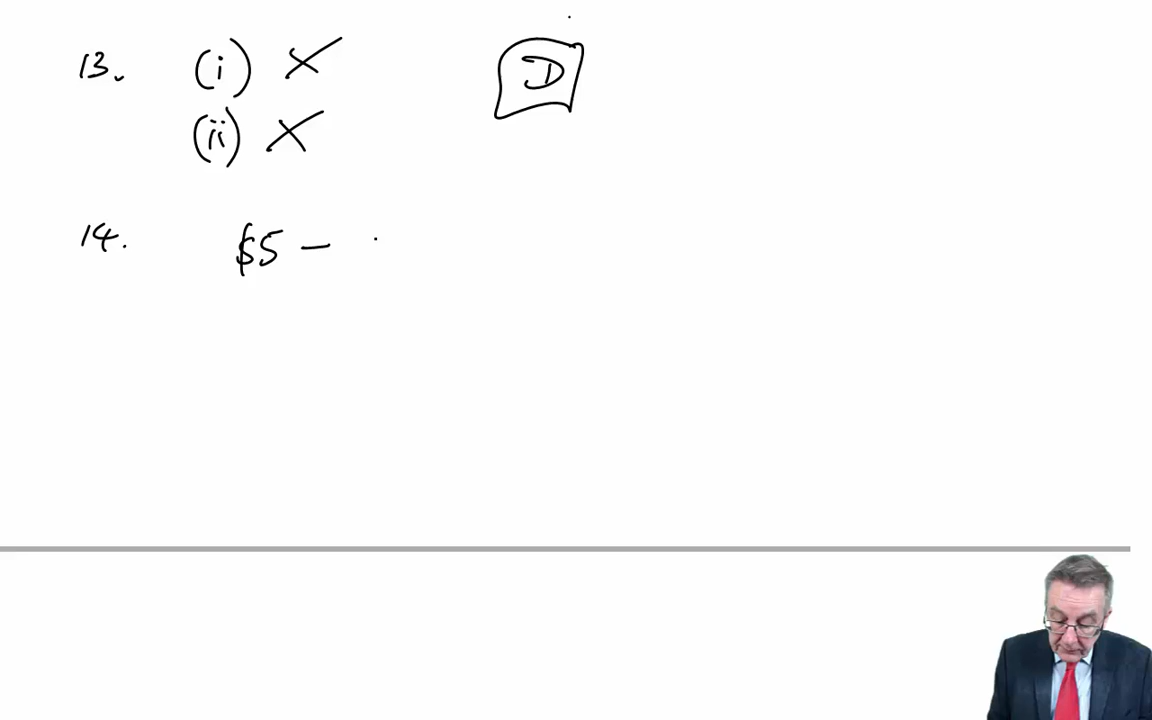 13. (i) X D
(ii) X
14. $5 -